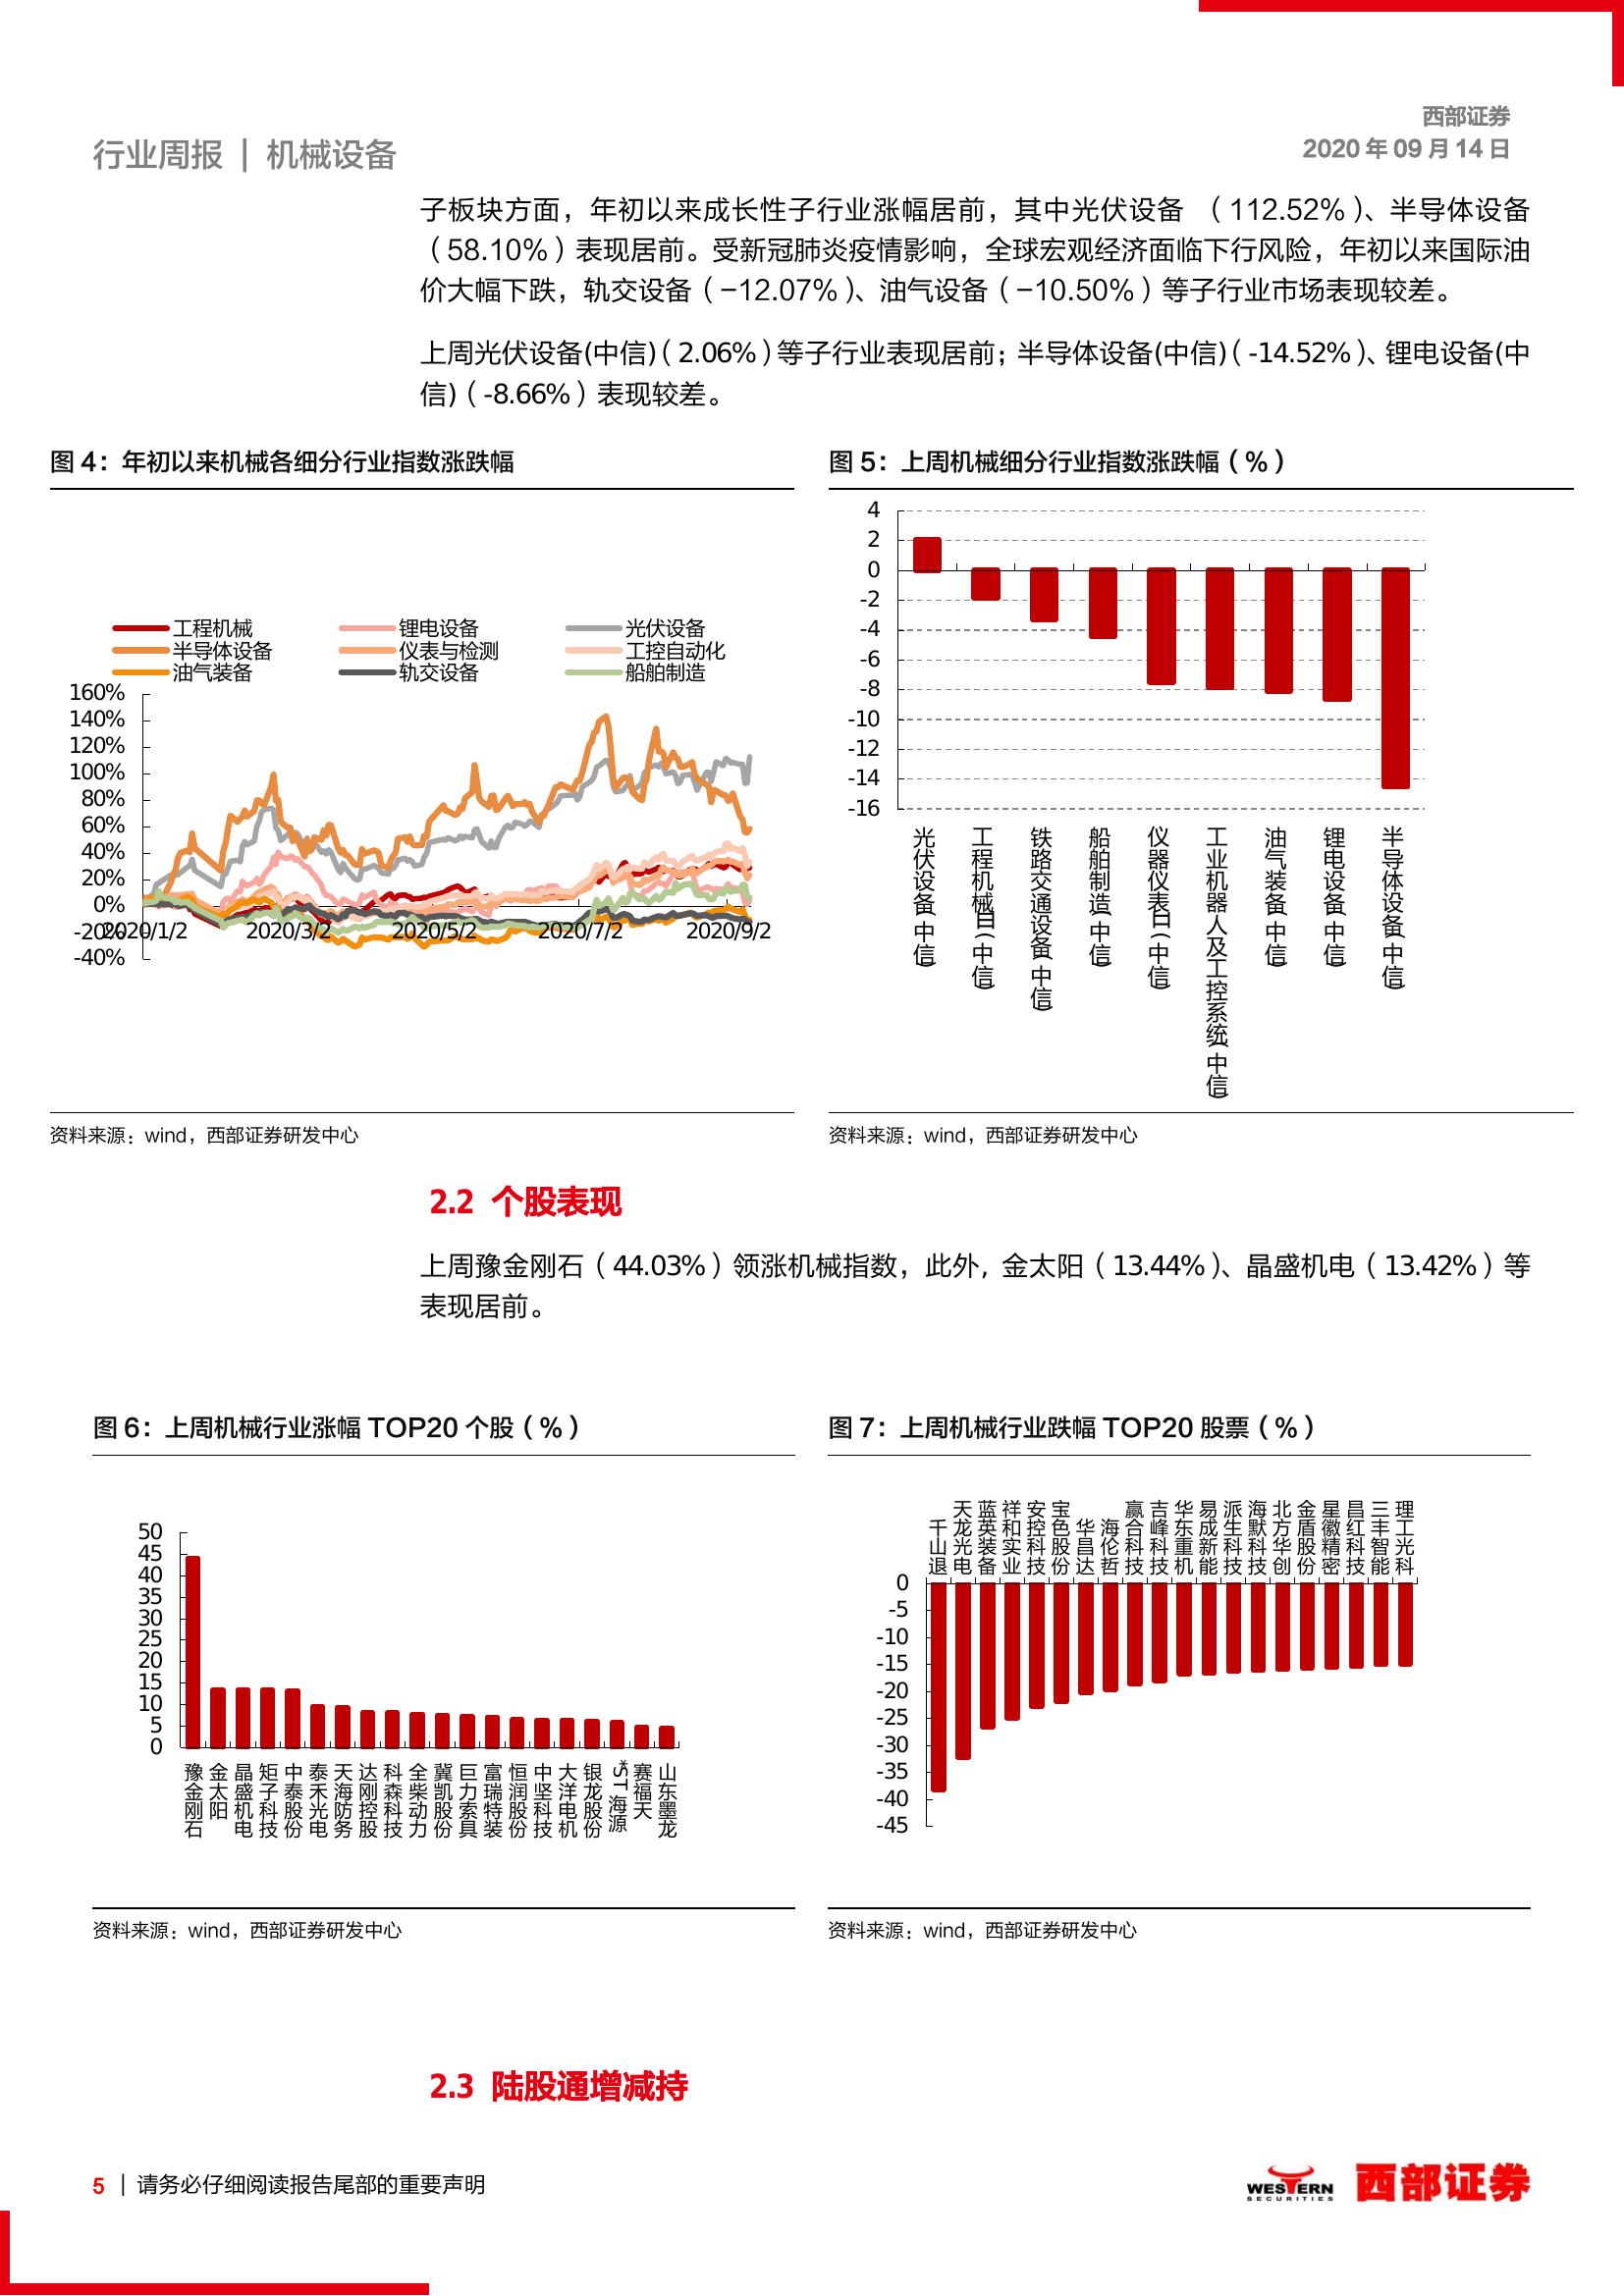 西部证券
行业周报 | 机械设备
2020 年 09 月 14 日
子板块方面，年初以来成长性子行业涨幅居前，其中光伏设备 （112.52%）、半导体设备
（58.10%）表现居前。受新冠肺炎疫情影响，全球宏观经济面临下行风险，年初以来国际油
价大幅下跌，轨交设备（-12.07%）、油气设备（-10.50%）等子行业市场表现较差。
上周光伏设备(中信)（2.06%）等子行业表现居前；半导体设备(中信)（-14.52%）、锂电设备(中
信)（-8.66%）表现较差。
图 4：年初以来机械各细分行业指数涨跌幅
工程机械 锂电设备 光伏设备
半导体设备 仪表与检测 工控自动化
油气装备 轨交设备 船舶制造
160%
140%
120%
100%
80%
60%
40%
20%
0%
-20%
-40%
2020/1/2 2020/3/2 2020/5/2 2020/7/2 2020/9/2
资料来源：wind，西部证券研发中心
图 5：上周机械细分行业指数涨跌幅（%）
4
2
0
-2
-4
-6
-8
-10
-12
-14
-16
光伏设备(中信)
工程机械Ⅲ(中信)
铁路交通设备(中信)
船舶制造(中信)
仪器仪表Ⅲ(中信)
工业机器人及工控系统(中信)
油气装备(中信)
锂电设备(中信)
半导体设备(中信)
资料来源：wind，西部证券研发中心
2.2 个股表现
上周豫金刚石（44.03%）领涨机械指数，此外，金太阳（13.44%）、晶盛机电（13.42%）等
表现居前。
图 6：上周机械行业涨幅 TOP20 个股（%）
50
45
40
35
30
25
20
15
10
5
0
豫金刚石
金太阳
晶盛机电
矩子科技
中泰股份
泰禾光电
天海防务
达刚控股
科森科技
全柴动力
冀凯股份
巨力索具
富瑞特装
恒润股份
中坚科技
大洋电机
银龙股份
*ST海源
赛福天
山东墨龙
资料来源：wind，西部证券研发中心
图 7：上周机械行业跌幅 TOP20 股票（%）
千山退
天龙光电
蓝英装备
祥和实业
安控科技
宝色股份
华昌达
海伦哲
赢合科技
吉峰科技
华东重机
易成新能
派生科技
海默科技
北方华创
金盾股份
星徽精密
昌红科技
三丰智能
理工光科
0
-5
-10
-15
-20
-25
-30
-35
-40
-45
资料来源：wind，西部证券研发中心
2.3 陆股通增减持
5 | 请务必仔细阅读报告尾部的重要声明
WESTERN
SECURITIES
西部证券